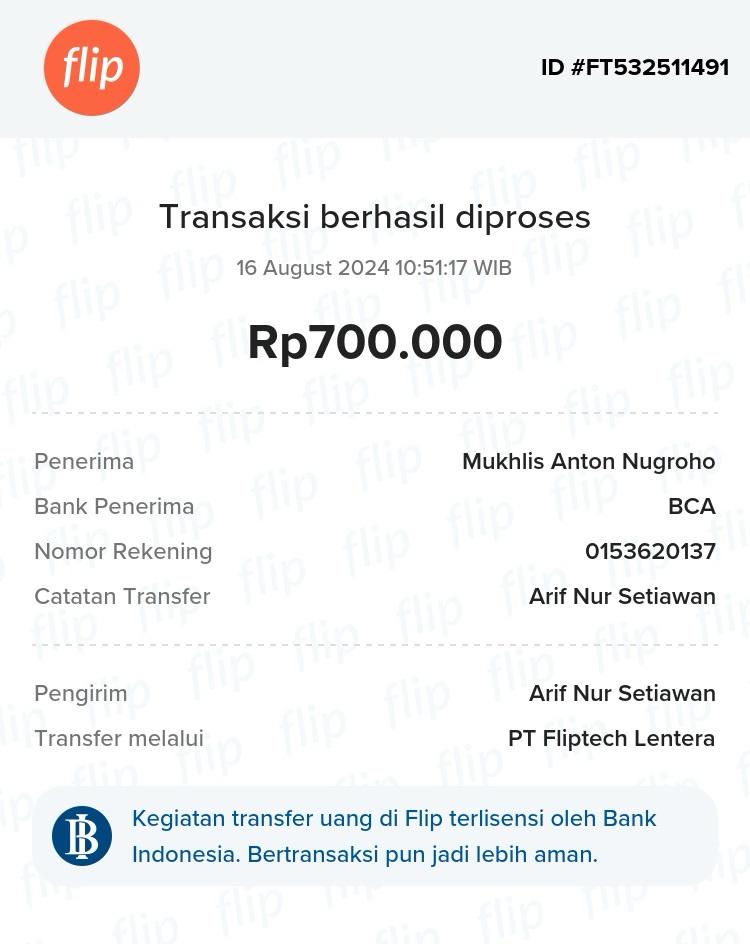 flip
ID #FT532511491
Transaksi berhasil diproses
16 August 2024 10:51:17 WIB
Rp700.000
Penerima Mukhlis Anton Nugroho
Bank Penerima BCA
Nomor Rekening 0153620137
Catatan Transfer Arif Nur Setiawan
Pengirim Arif Nur Setiawan
Transfer melalui PT Fliptech Lentera
Kegiatan transfer uang di Flip terlisensi oleh Bank
Indonesia. Bertransaksi pun jadi lebih aman.